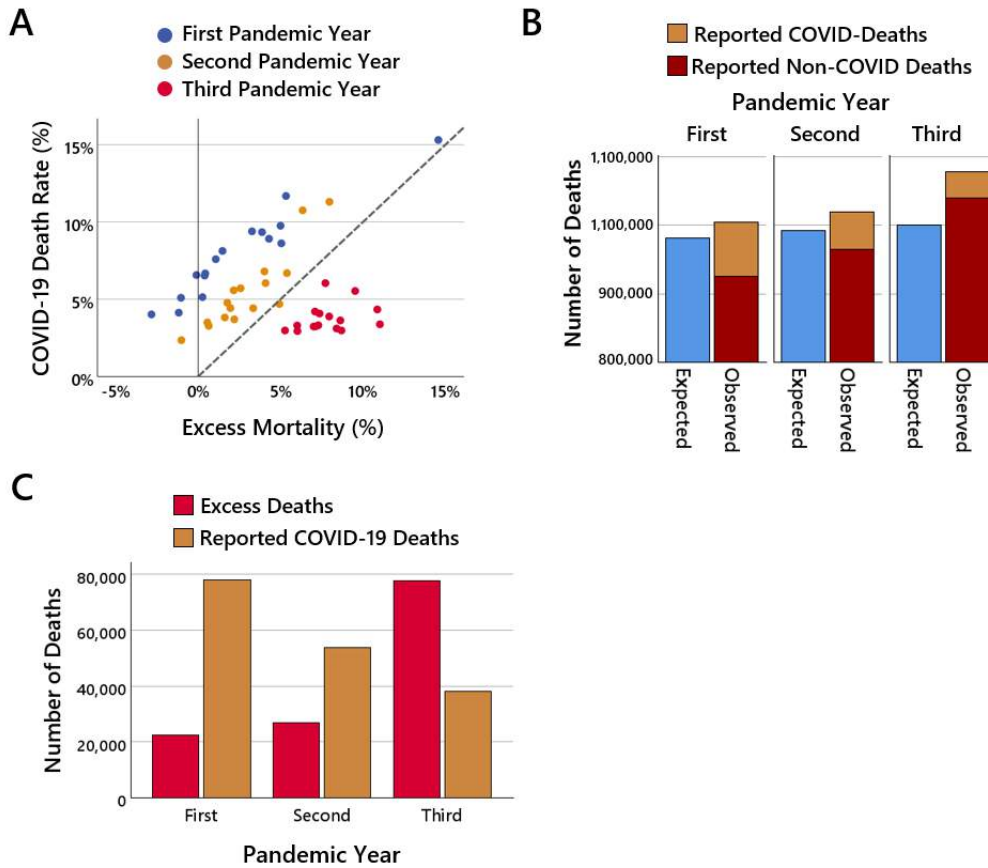 A
First Pandemic Year
Second Pandemic Year
Third Pandemic Year
COVID-19 Death Rate (%)
15%
10%
5%
0%
-5%
0%
5%
10%
15%
Excess Mortality (%)
B
Reported COVID-Deaths
Reported Non-COVID Deaths
Pandemic Year
First
Second
Third
Number of Deaths
1,100,000
1,100,000
900,000
800,000
Expected
Observed
Expected
Observed
Expected
Observed
C
Excess Deaths
Reported COVID-19 Deaths
Number of Deaths
80,000
60,000
40,000
20,000
0
First
Second
Third
Pandemic Year